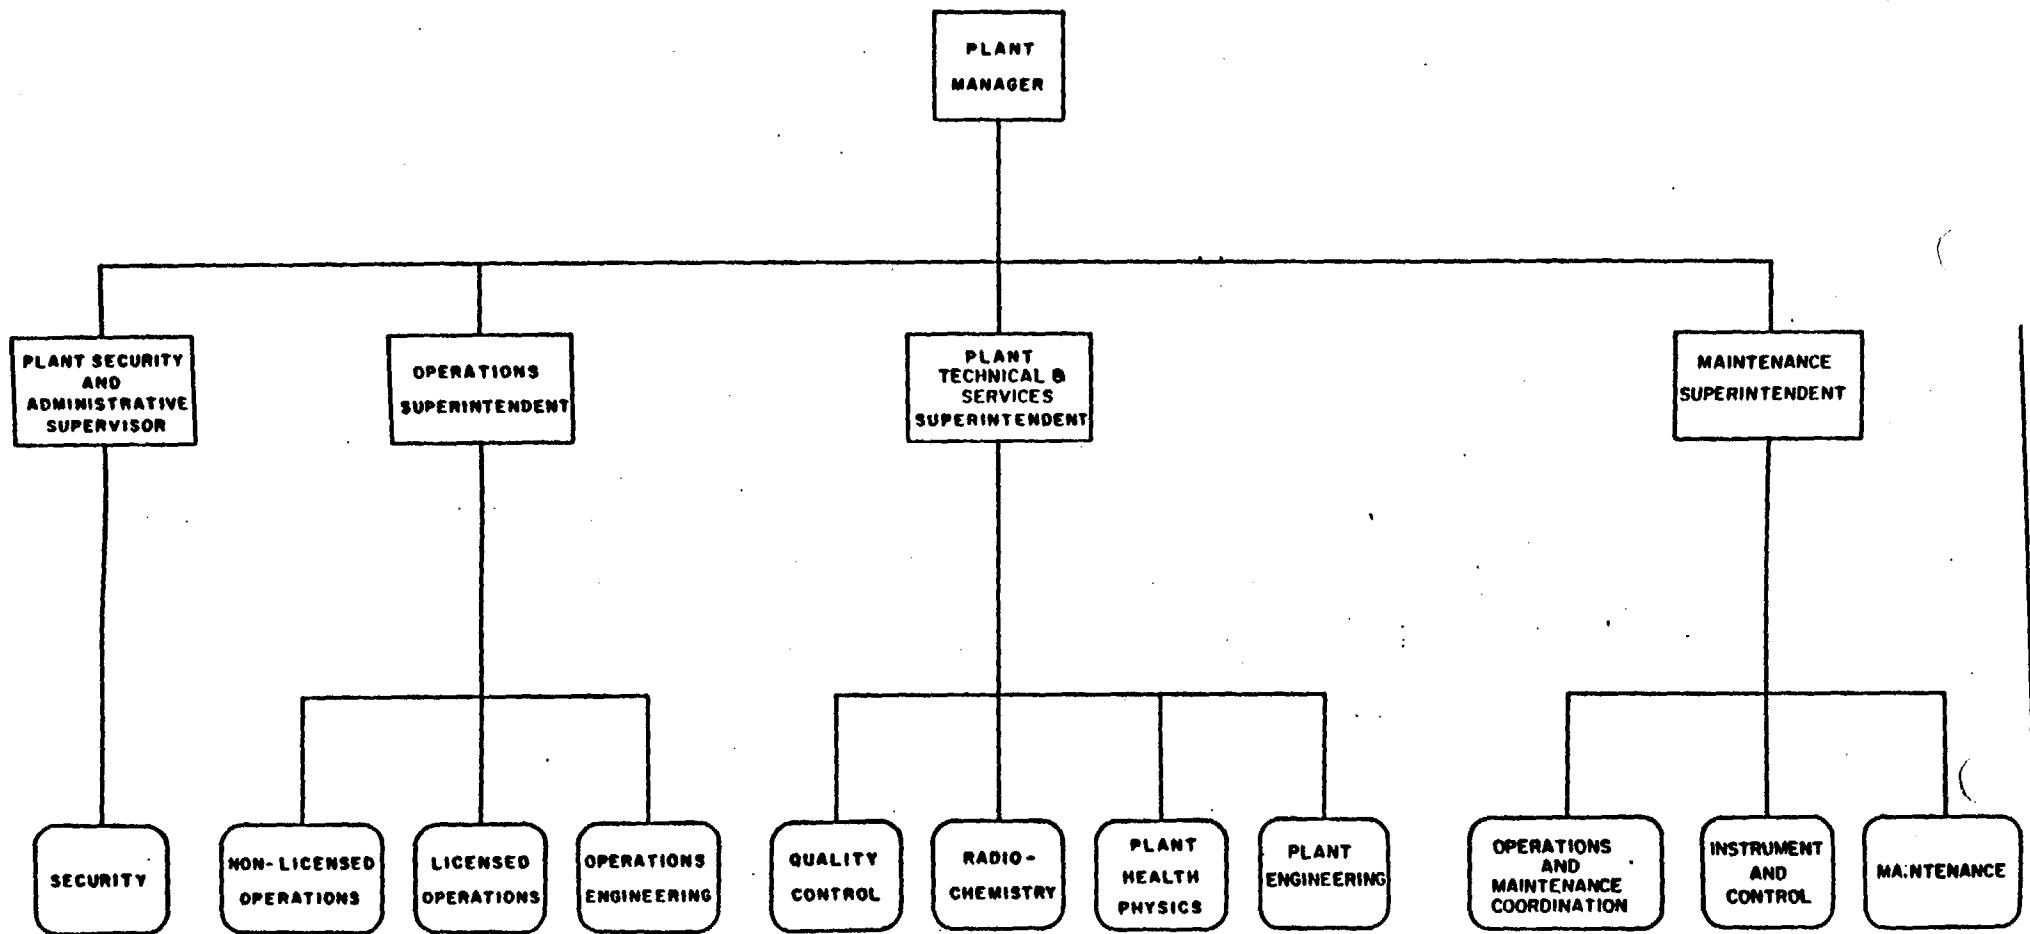 PLANT
MANAGER
PLANT SECURITY
AND
ADMINISTRATIVE
SUPERVISOR
OPERATIONS
SUPERINTENDENT
PLANT
TECHNICAL &
SERVICES
SUPERINTENDENT
MAINTENANCE
SUPERINTENDENT
SECURITY
NON-LICENSED
OPERATIONS
LICENSED
OPERATIONS
OPERATIONS
ENGINEERING
QUALITY
CONTROL
RADIO-
CHEMISTRY
PLANT
HEALTH
PHYSICS
PLANT
ENGINEERING
OPERATIONS
AND
MAINTENANCE
COORDINATION
INSTRUMENT
AND
CONTROL
MAINTENANCE